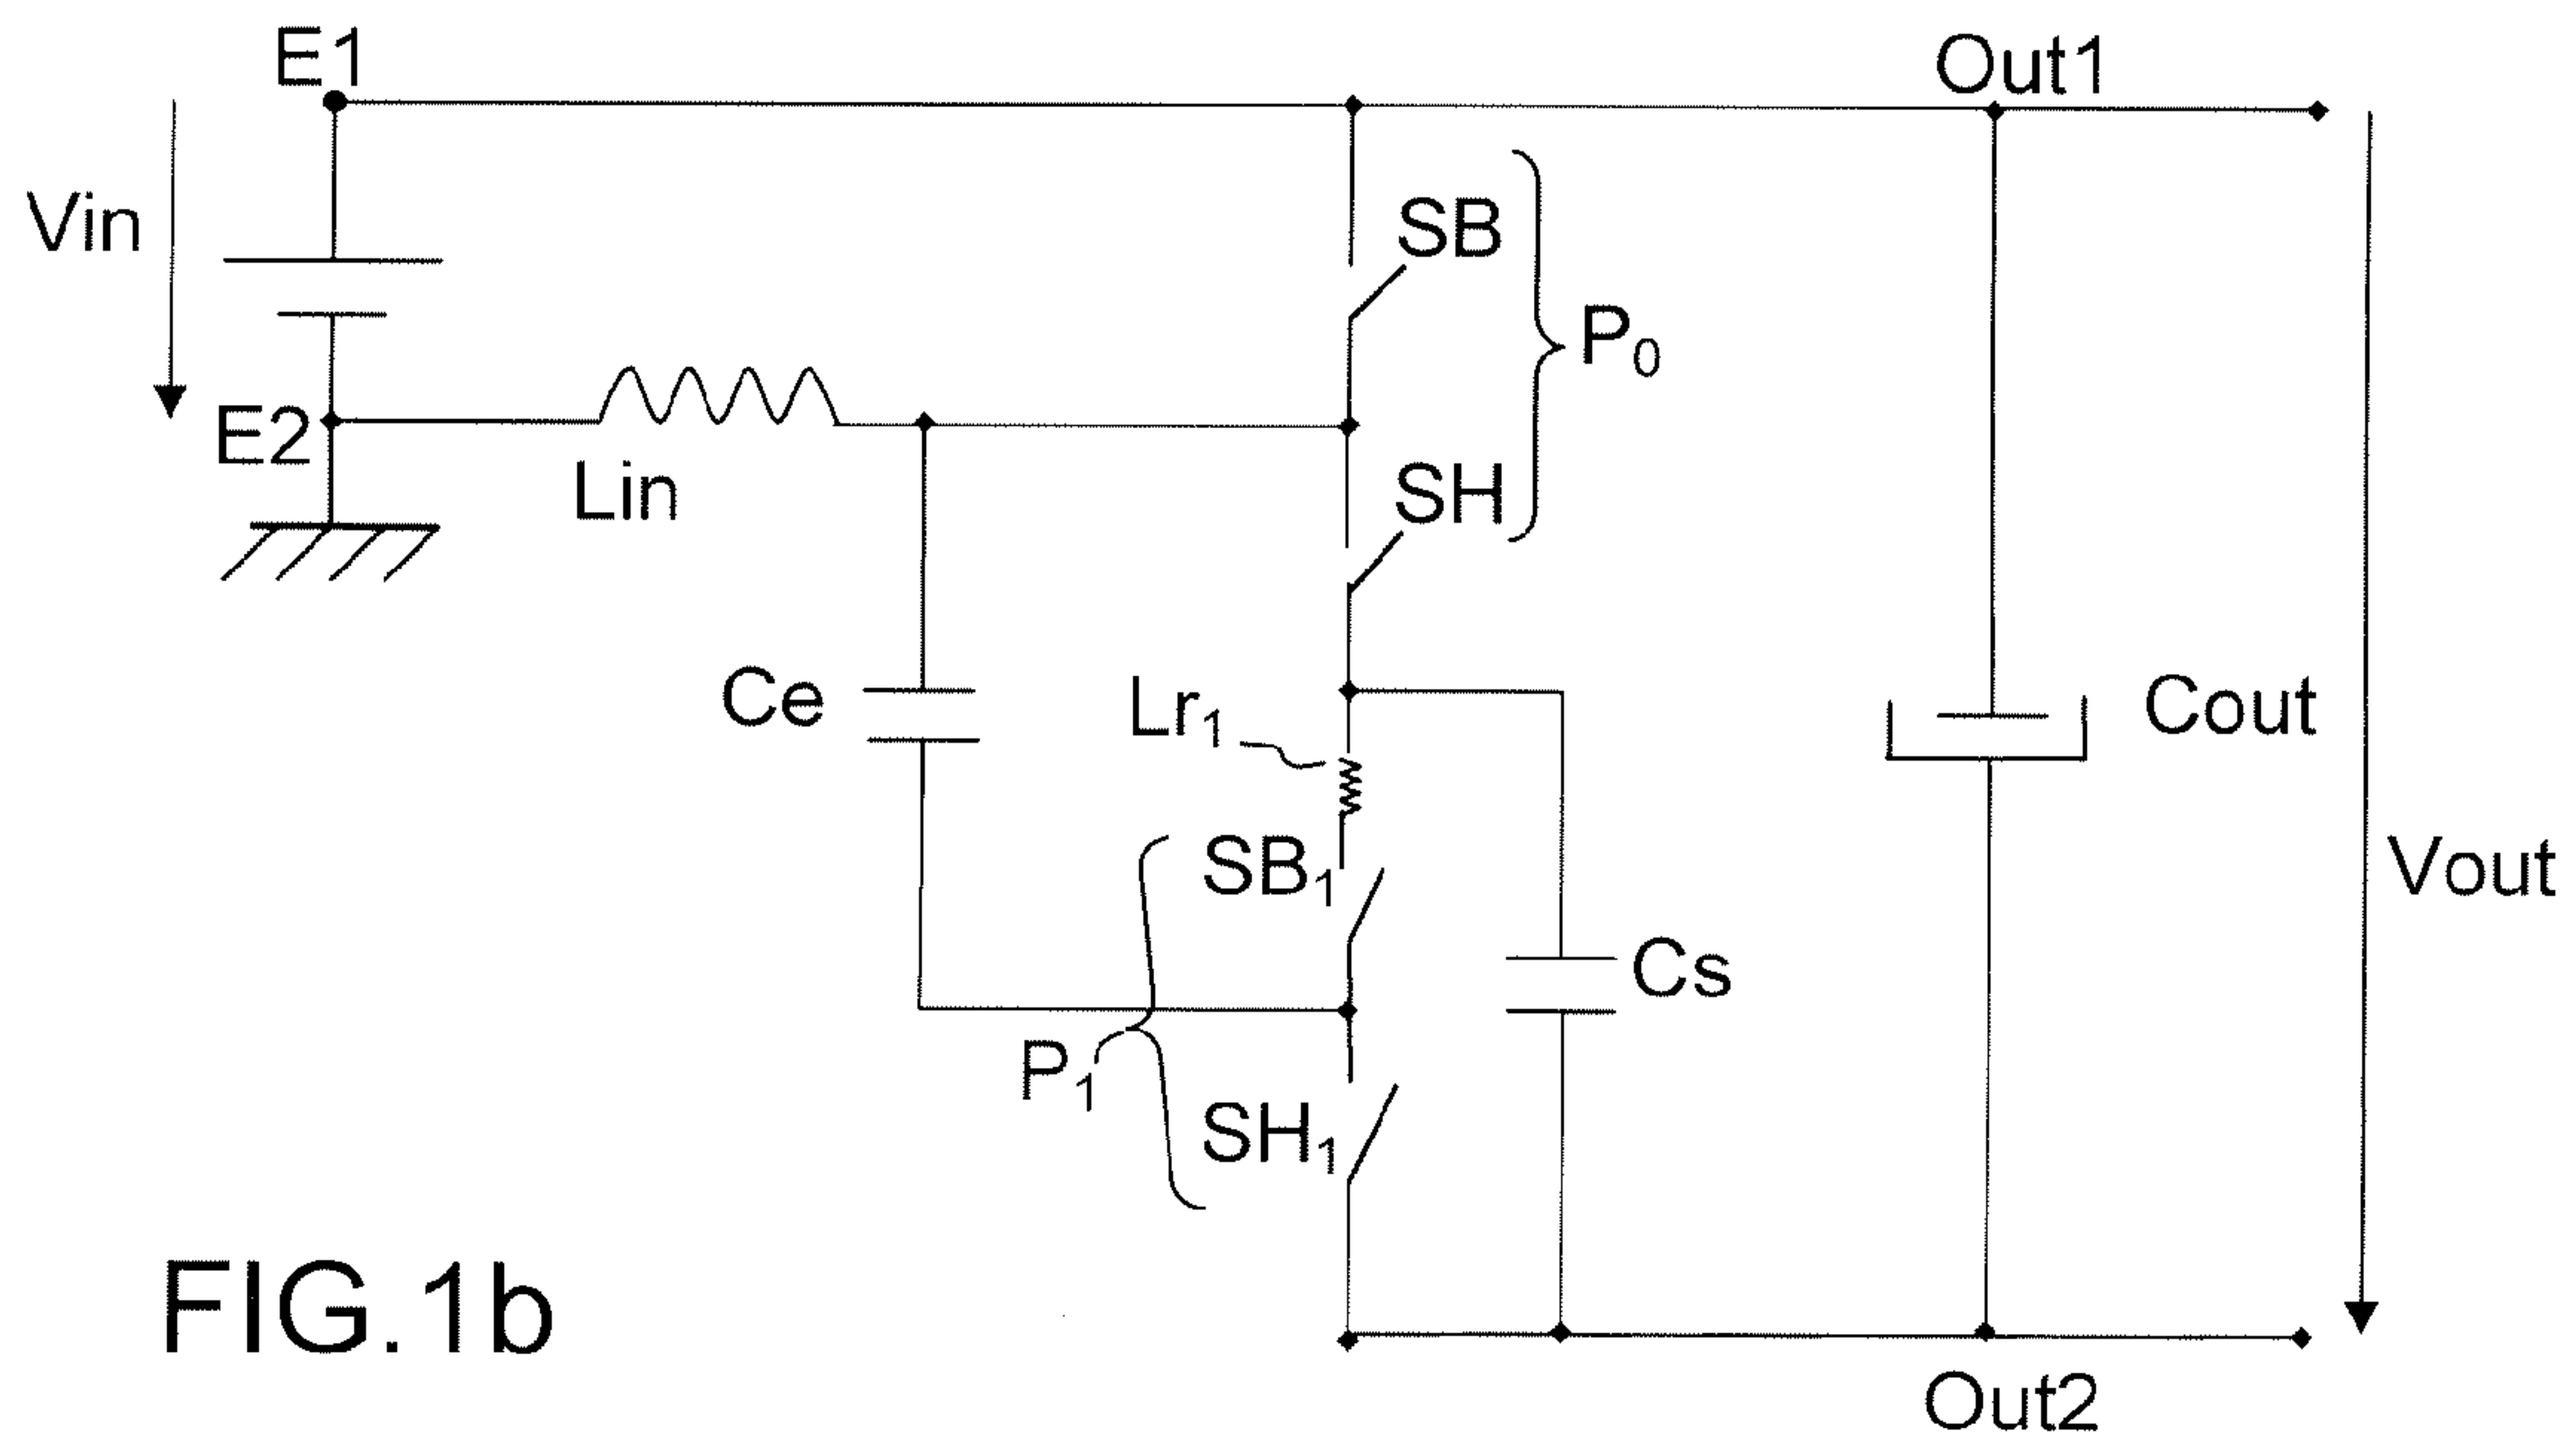 E1
Out1
Vin
SB
P0
E2
Lin
SH
Ce
Lr1
Cout
SB1
Vout
Cs
P1
SH1
FIG.1b
Out2